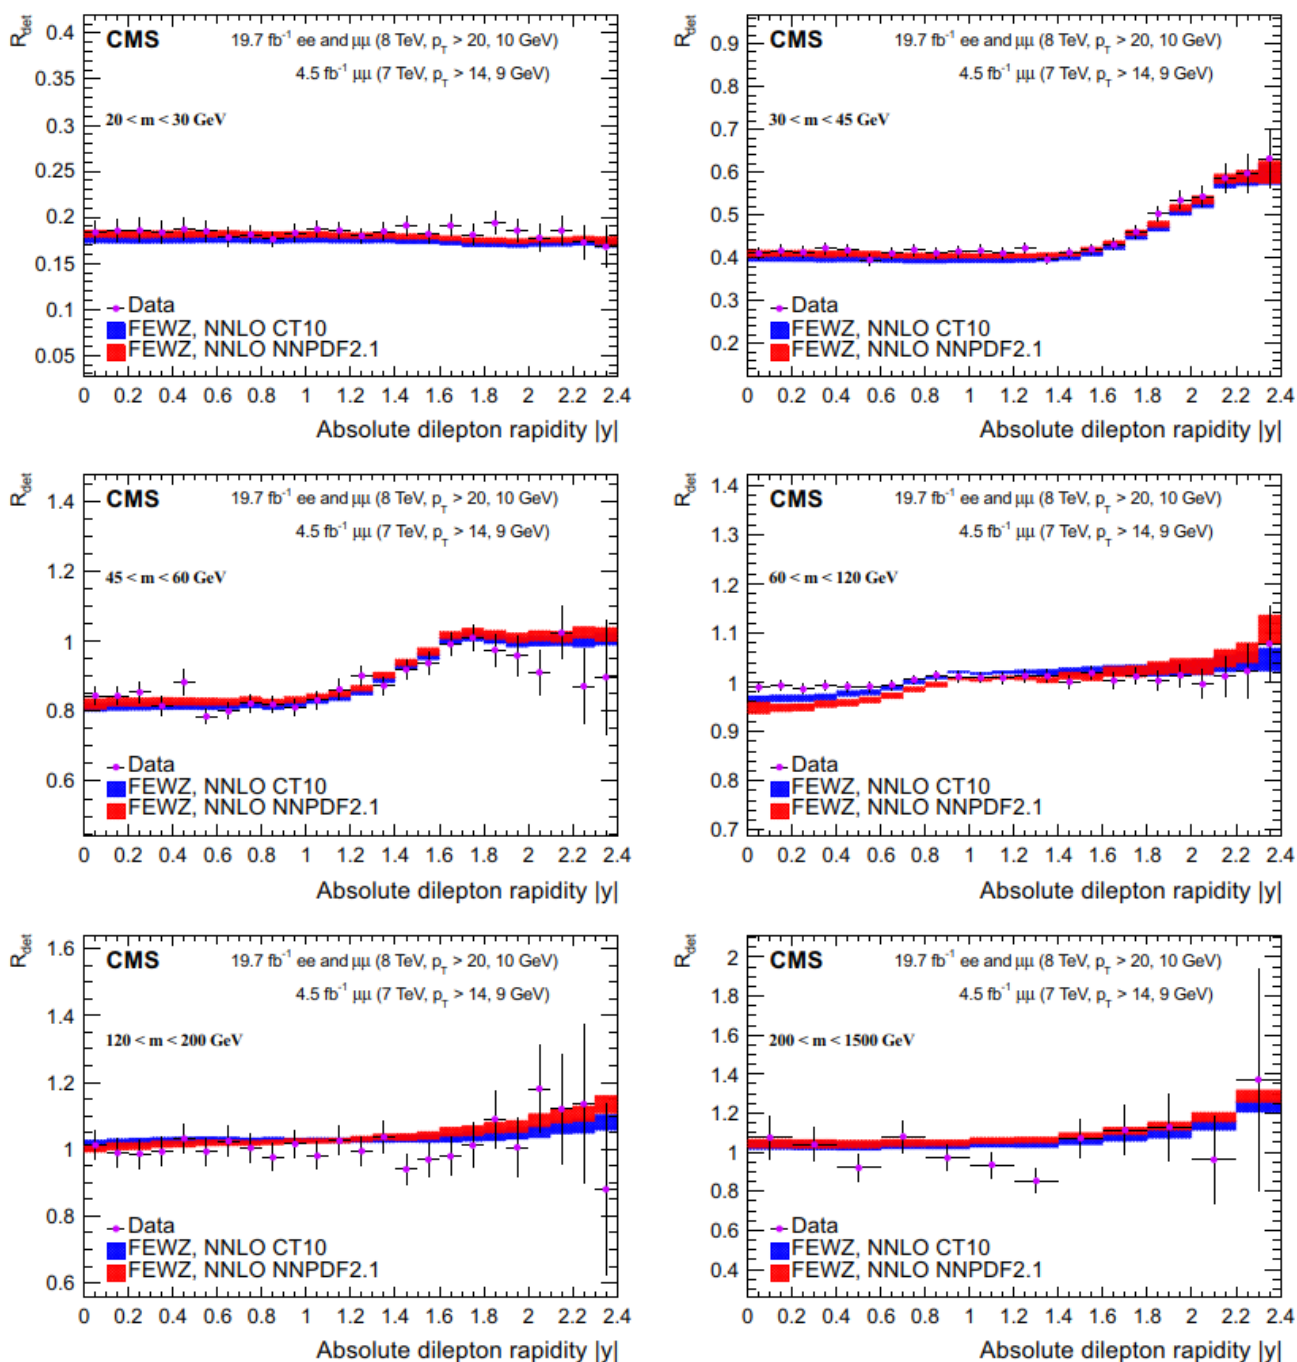 R_det
CMS
19.7 fb⁻¹ ee and μμ (8 TeV, p_T > 20, 10 GeV)
4.5 fb⁻¹ μμ (7 TeV, p_T > 14, 9 GeV)
20 < m < 30 GeV
0.4
0.35
0.3
0.25
0.2
0.15
0.1
0.05
Data
FEWZ, NNLO CT10
FEWZ, NNLO NNPDF2.1
0 0.2 0.4 0.6 0.8 1 1.2 1.4 1.6 1.8 2 2.2 2.4
Absolute dilepton rapidity |y|
R_det
CMS
19.7 fb⁻¹ ee and μμ (8 TeV, p_T > 20, 10 GeV)
4.5 fb⁻¹ μμ (7 TeV, p_T > 14, 9 GeV)
30 < m < 45 GeV
0.9
0.8
0.7
0.6
0.5
0.4
0.3
0.2
Data
FEWZ, NNLO CT10
FEWZ, NNLO NNPDF2.1
0 0.2 0.4 0.6 0.8 1 1.2 1.4 1.6 1.8 2 2.2 2.4
Absolute dilepton rapidity |y|
R_det
CMS
19.7 fb⁻¹ ee and μμ (8 TeV, p_T > 20, 10 GeV)
4.5 fb⁻¹ μμ (7 TeV, p_T > 14, 9 GeV)
45 < m < 60 GeV
1.4
1.2
1
0.8
0.6
Data
FEWZ, NNLO CT10
FEWZ, NNLO NNPDF2.1
0 0.2 0.4 0.6 0.8 1 1.2 1.4 1.6 1.8 2 2.2 2.4
Absolute dilepton rapidity |y|
R_det
CMS
19.7 fb⁻¹ ee and μμ (8 TeV, p_T > 20, 10 GeV)
4.5 fb⁻¹ μμ (7 TeV, p_T > 14, 9 GeV)
60 < m < 120 GeV
1.4
1.3
1.2
1.1
1
0.9
0.8
0.7
Data
FEWZ, NNLO CT10
FEWZ, NNLO NNPDF2.1
0 0.2 0.4 0.6 0.8 1 1.2 1.4 1.6 1.8 2 2.2 2.4
Absolute dilepton rapidity |y|
R_det
CMS
19.7 fb⁻¹ ee and μμ (8 TeV, p_T > 20, 10 GeV)
4.5 fb⁻¹ μμ (7 TeV, p_T > 14, 9 GeV)
120 < m < 200 GeV
1.6
1.4
1.2
1
0.8
0.6
Data
FEWZ, NNLO CT10
FEWZ, NNLO NNPDF2.1
0 0.2 0.4 0.6 0.8 1 1.2 1.4 1.6 1.8 2 2.2 2.4
Absolute dilepton rapidity |y|
R_det
CMS
19.7 fb⁻¹ ee and μμ (8 TeV, p_T > 20, 10 GeV)
4.5 fb⁻¹ μμ (7 TeV, p_T > 14, 9 GeV)
200 < m < 1500 GeV
2
1.8
1.6
1.4
1.2
1
0.8
0.6
0.4
Data
FEWZ, NNLO CT10
FEWZ, NNLO NNPDF2.1
0 0.2 0.4 0.6 0.8 1 1.2 1.4 1.6 1.8 2 2.2 2.4
Absolute dilepton rapidity |y|